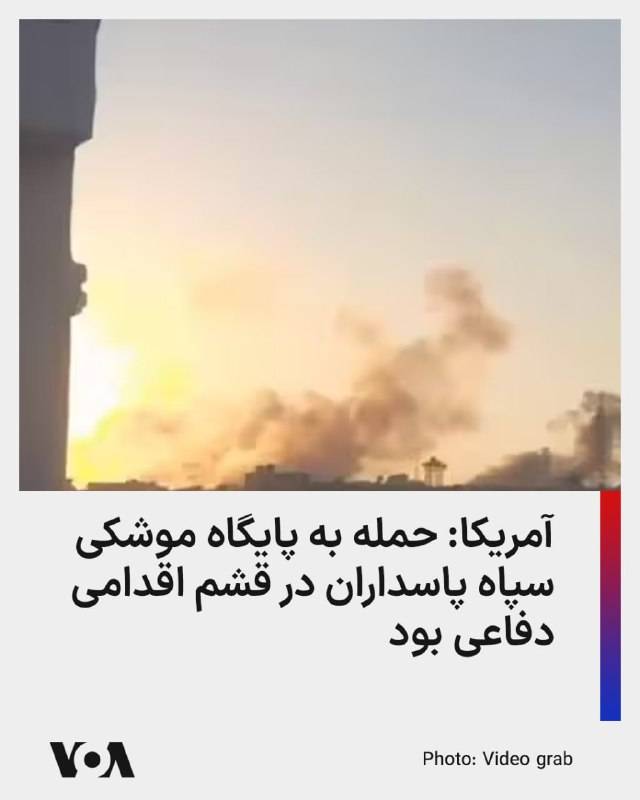 آمریکا: حمله به پایگاه موشکی
سپاه پاسداران در قشم اقدامی
دفاعی بود
VOA
Photo: Video grab